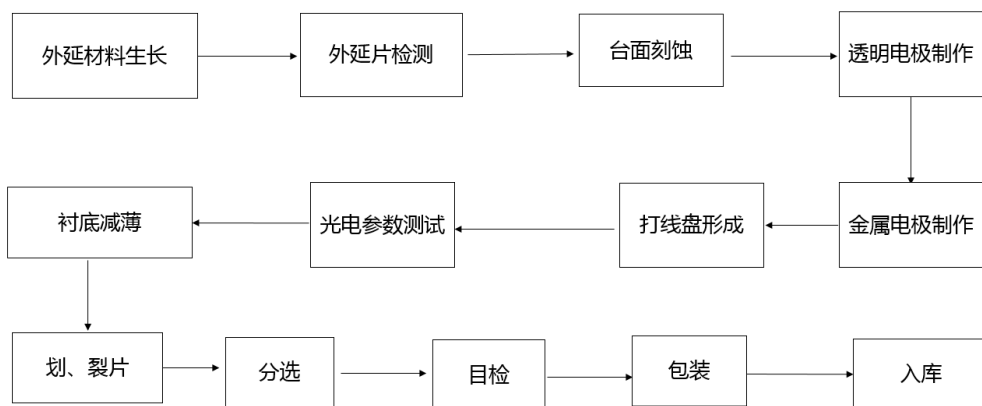 外延材料生长
外延片检测
台面刻蚀
透明电极制作
金属电极制作
打线盘形成
光电参数测试
衬底减薄
划、裂片
分选
目检
包装
入库